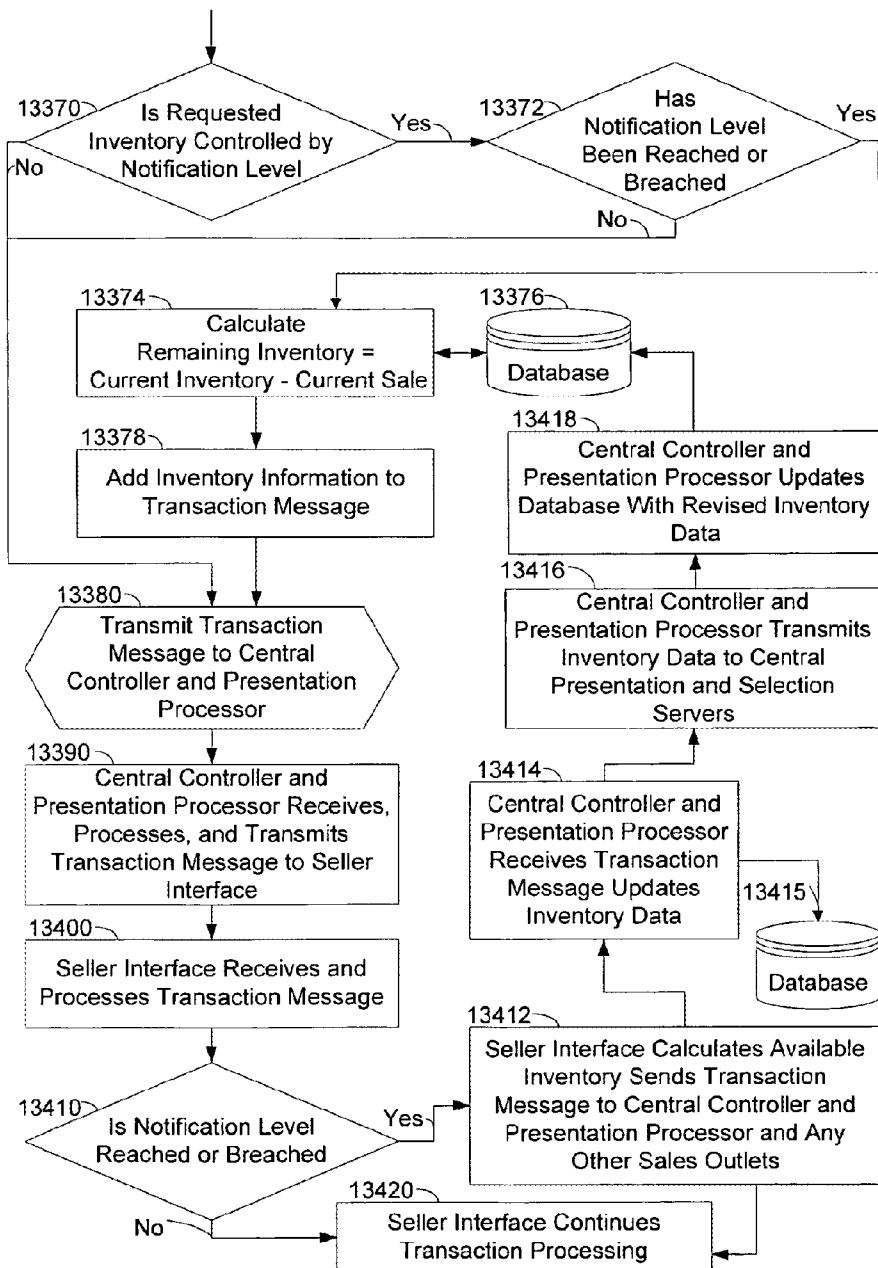 13370
Is Requested
Inventory Controlled by
Notification Level
Yes
No
13372
Has
Notification Level
Been Reached or
Breached
Yes
No
13374
Calculate
Remaining Inventory =
Current Inventory - Current Sale
13376
Database
13378
Add Inventory Information to
Transaction Message
13418
Central Controller and
Presentation Processor Updates
Database With Revised Inventory
Data
13380
Transmit Transaction
Message to Central
Controller and Presentation
Processor
13416
Central Controller and
Presentation Processor Transmits
Inventory Data to Central
Presentation and Selection
Servers
13390
Central Controller and
Presentation Processor Receives,
Processes, and Transmits
Transaction Message to Seller
Interface
13414
Central Controller and
Presentation Processor
Receives Transaction
Message Updates
Inventory Data
13415
Database
13400
Seller Interface Receives and
Processes Transaction Message
13412
Seller Interface Calculates Available
Inventory Sends Transaction
Message to Central Controller and
Presentation Processor and Any
Other Sales Outlets
13410
Is Notification Level
Reached or Breached
Yes
No
13420
Seller Interface Continues
Transaction Processing